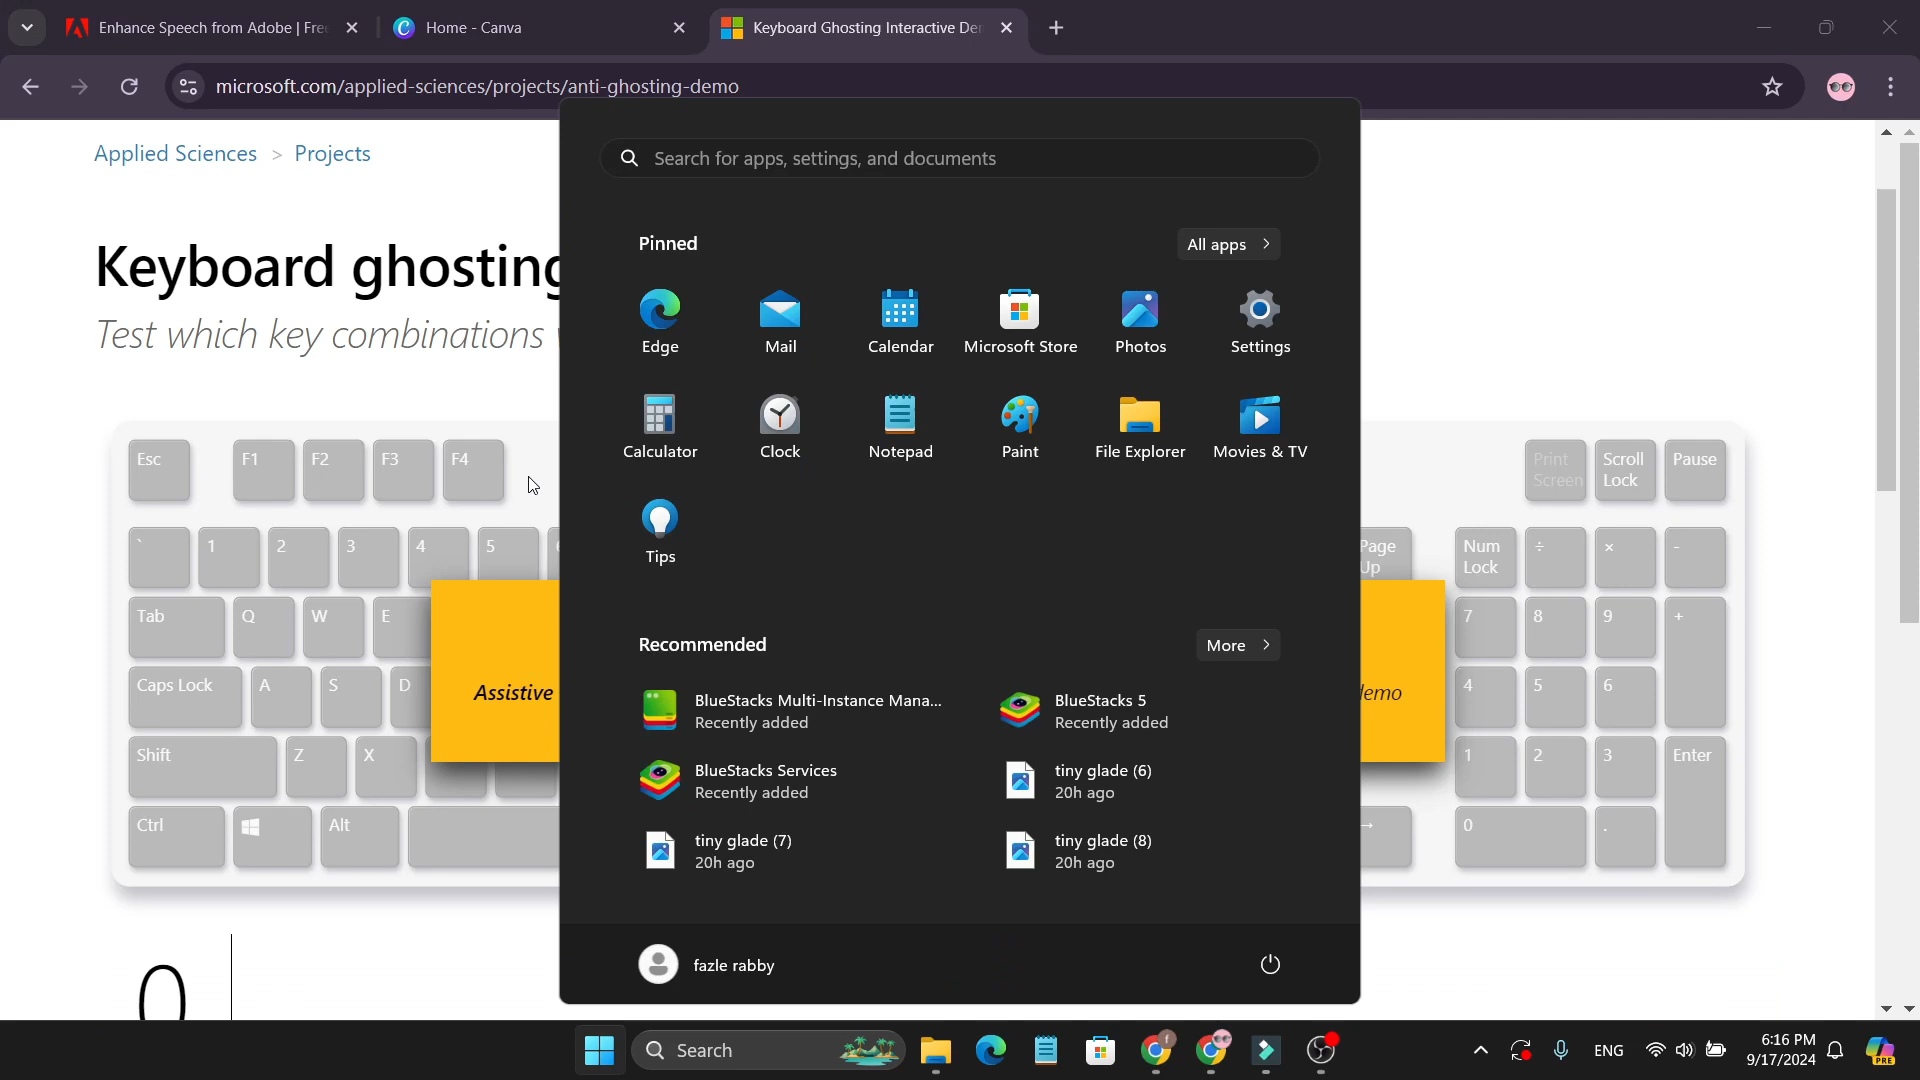 Enhance Speech from Adobe | Fre
Home - Canva
Keyboard Ghosting Interactive De
microsoft.com/applied-sciences/projects/anti-ghosting-demo
Applied Sciences > Projects
Keyboard ghosting
Test which key combinations
Search for apps, settings, and documents
Pinned
All apps >
Edge
Mail
Calendar
Microsoft Store
Photos
Settings
Calculator
Clock
Notepad
Paint
File Explorer
Movies & TV
Tips
Recommended
More >
BlueStacks Multi-Instance Mana...
Recently added
BlueStacks 5
Recently added
BlueStacks Services
Recently added
tiny glade (6)
20h ago
tiny glade (7)
20h ago
tiny glade (8)
20h ago
fazle rabby
Esc F1 F2 F3 F4
Print Screen
Scroll Lock
Pause
` 1 2 3 4 5
Page Up
Num Lock ÷ × -
Tab Q W E
7 8 9 +
Caps Lock A S D
4 5 6
Assistive
demo
Shift Z X
1 2 3 Enter
Ctrl Alt
→
0 .
0
Search
PRE
ENG
6:16 PM
9/17/2024